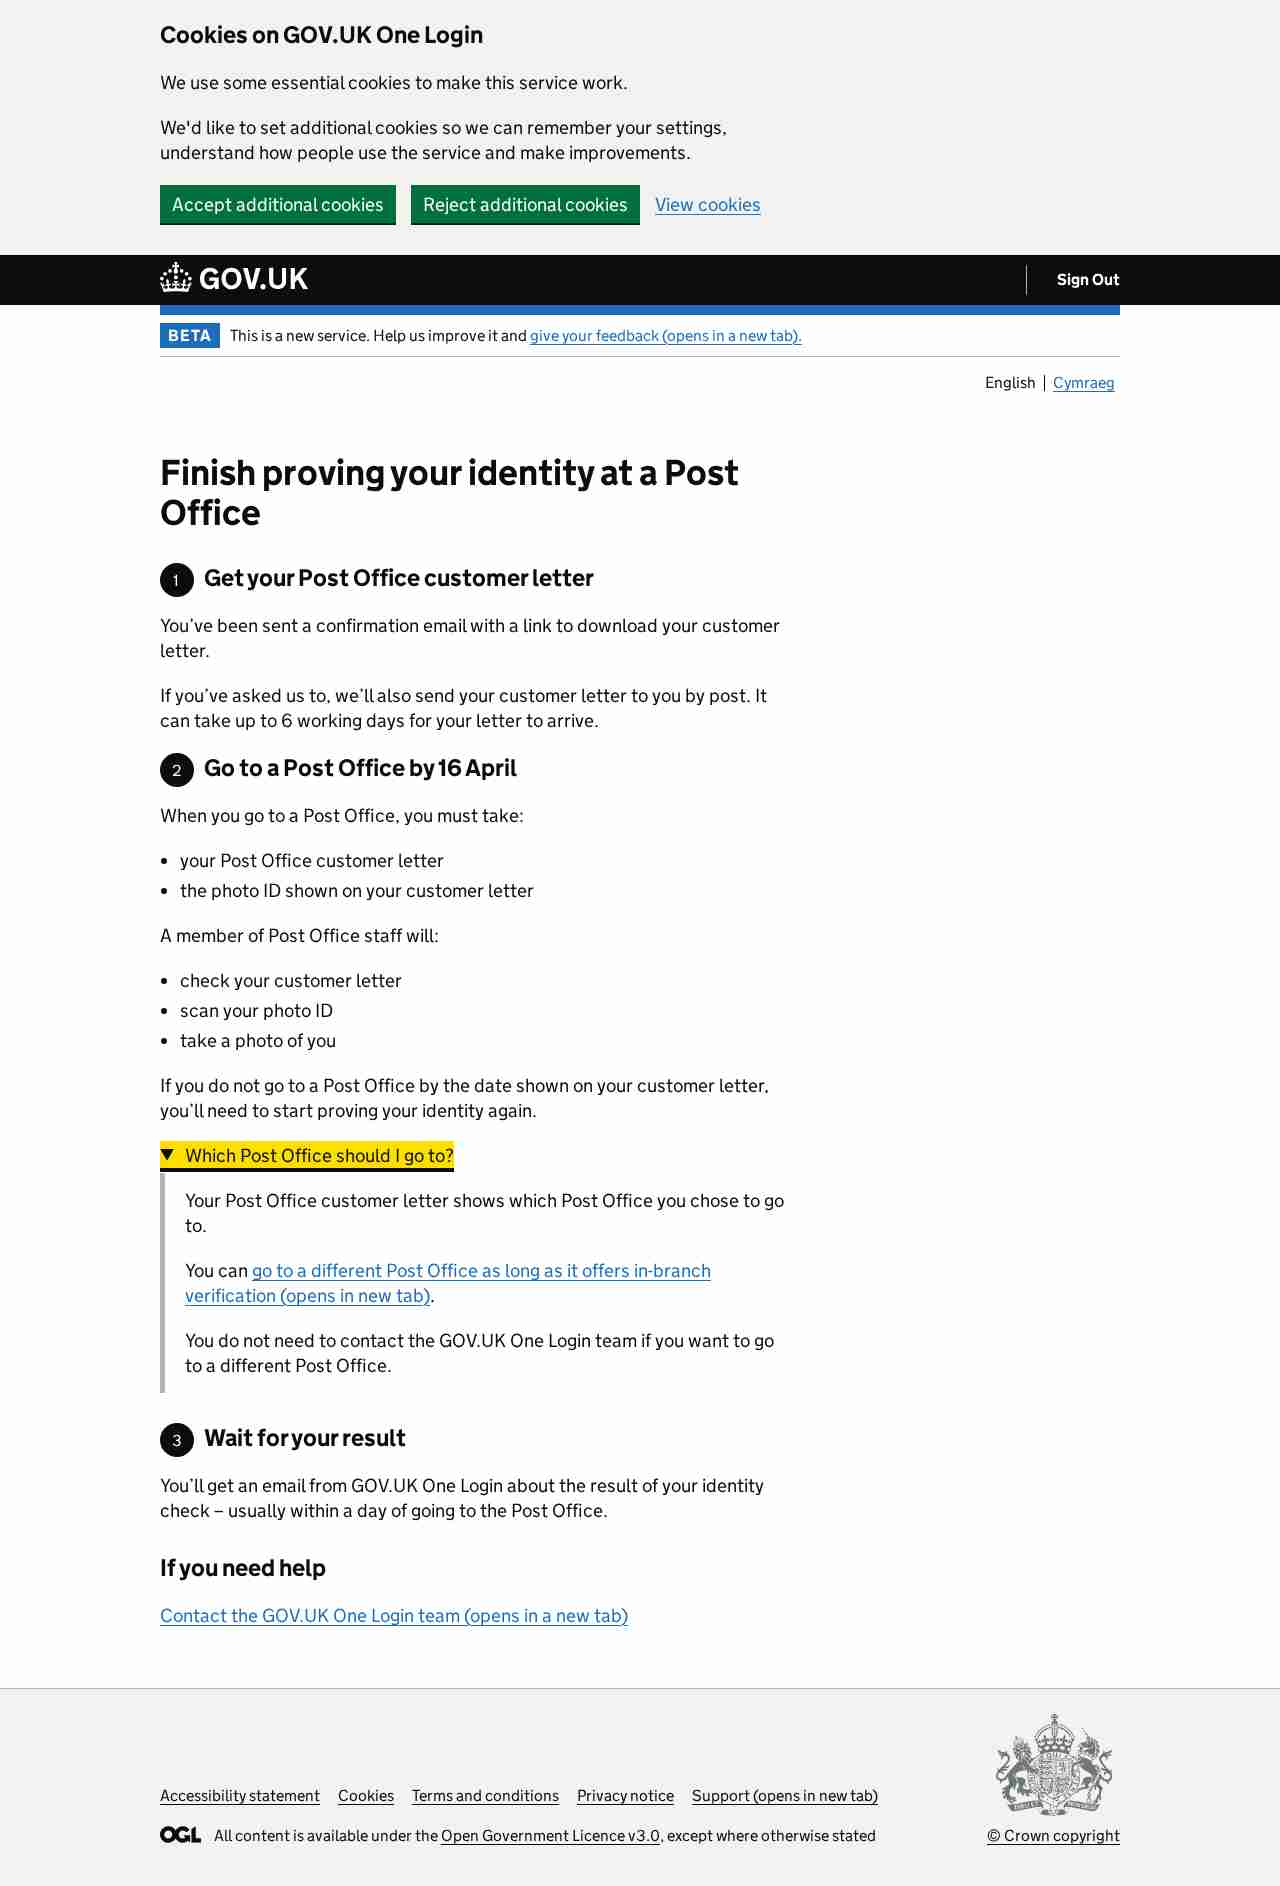 Cookies on GOV.UK One Login
We use some essential cookies to make this service work.
We'd like to set additional cookies so we can remember your settings,
understand how people use the service and make improvements.
Accept additional cookies Reject additional cookies View cookies
GOV.UK Sign Out
BETA This is a new service. Help us improve it and give your feedback (opens in a new tab).
English Cymraeg
Finish proving your identity at a Post
Office
1 Get your Post Office customer letter
You’ve been sent a confirmation email with a link to download your customer
letter.
If you’ve asked us to, we’ll also send your customer letter to you by post. It
can take up to 6 working days for your letter to arrive.
2 Go to a Post Office by 16 April
When you go to a Post Office, you must take:
• your Post Office customer letter
• the photo ID shown on your customer letter
A member of Post Office staff will:
• check your customer letter
• scan your photo ID
• take a photo of you
If you do not go to a Post Office by the date shown on your customer letter,
you’ll need to start proving your identity again.
▼ Which Post Office should I go to?
Your Post Office customer letter shows which Post Office you chose to go
to.
You can go to a different Post Office as long as it offers in-branch
verification (opens in new tab).
You do not need to contact the GOV.UK One Login team if you want to go
to a different Post Office.
3 Wait for your result
You’ll get an email from GOV.UK One Login about the result of your identity
check – usually within a day of going to the Post Office.
If you need help
Contact the GOV.UK One Login team (opens in a new tab)
Accessibility statement Cookies Terms and conditions Privacy notice Support (opens in new tab)
OGL All content is available under the Open Government Licence v3.0, except where otherwise stated
© Crown copyright